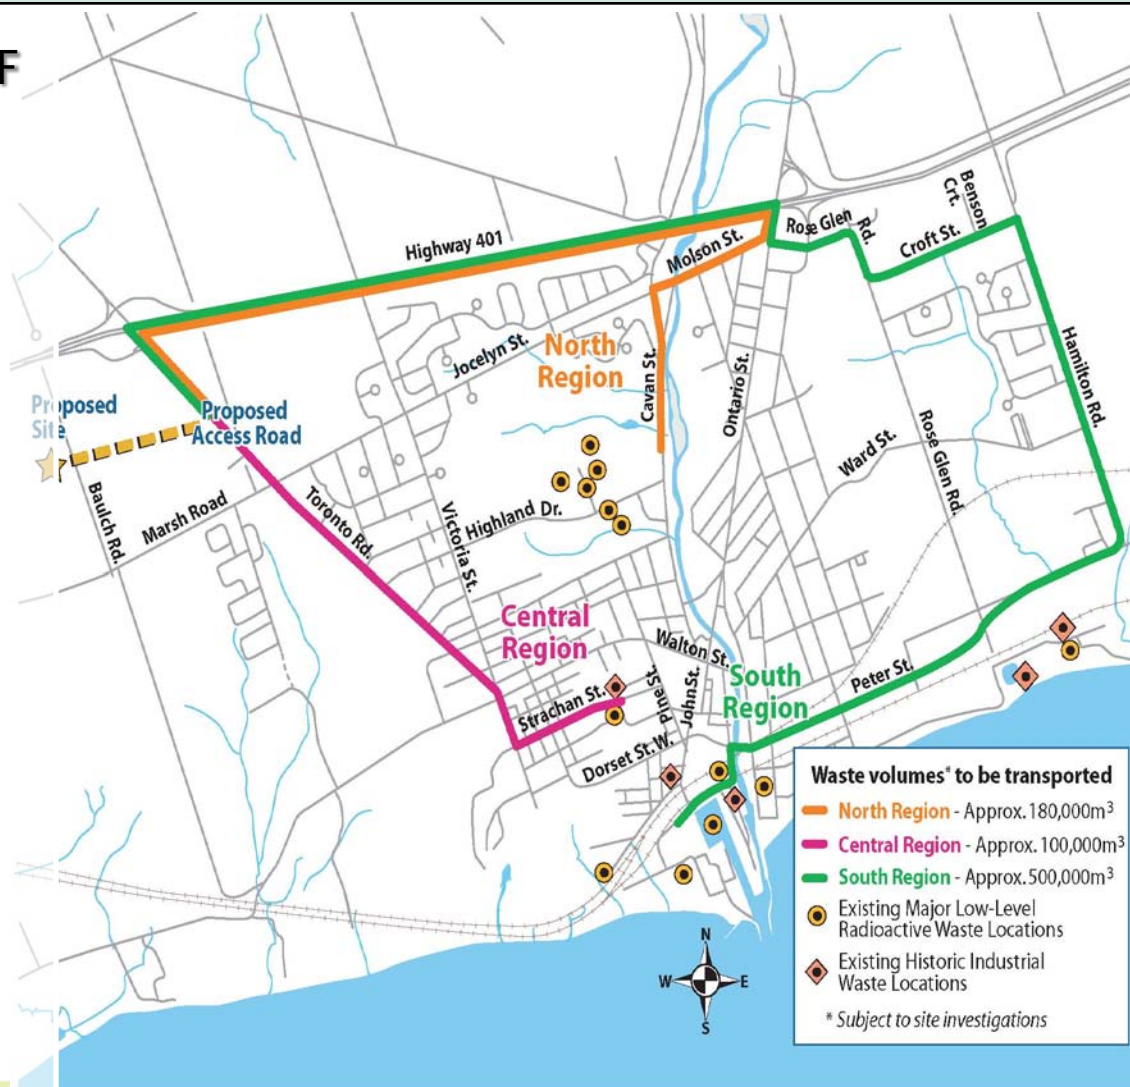 F
Benson
Crt.
Rose Glen
Rd.
Croft St.
Highway 401
Molson St.
Jocelyn St.
North
Region
Cavan St.
Ontario St.
Hamilton Rd.
Proposed
Site
Proposed
Access Road
Rose Glen Rd.
Ward St.
Baulch Rd.
Marsh Road
Toronto Rd.
Victoria St.
Highland Dr.
Central
Region
Walton St.
South
Region
Pine St.
John St.
Peter St.
Strachan St.
Dorset St. W.
Waste volumes* to be transported
North Region - Approx. 180,000m³
Central Region - Approx. 100,000m³
South Region - Approx. 500,000m³
Existing Major Low-Level
Radioactive Waste Locations
Existing Historic Industrial
Waste Locations
* Subject to site investigations
N
W
E
S